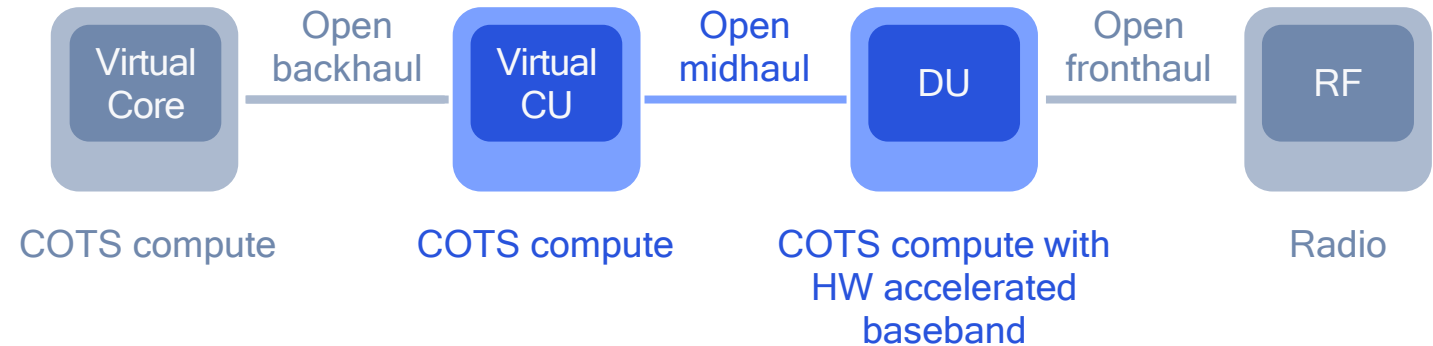 Virtual
Core
Open
backhaul
Virtual
CU
Open
midhaul
DU
Open
fronthaul
RF
COTS compute
COTS compute
COTS compute with
HW accelerated
baseband
Radio